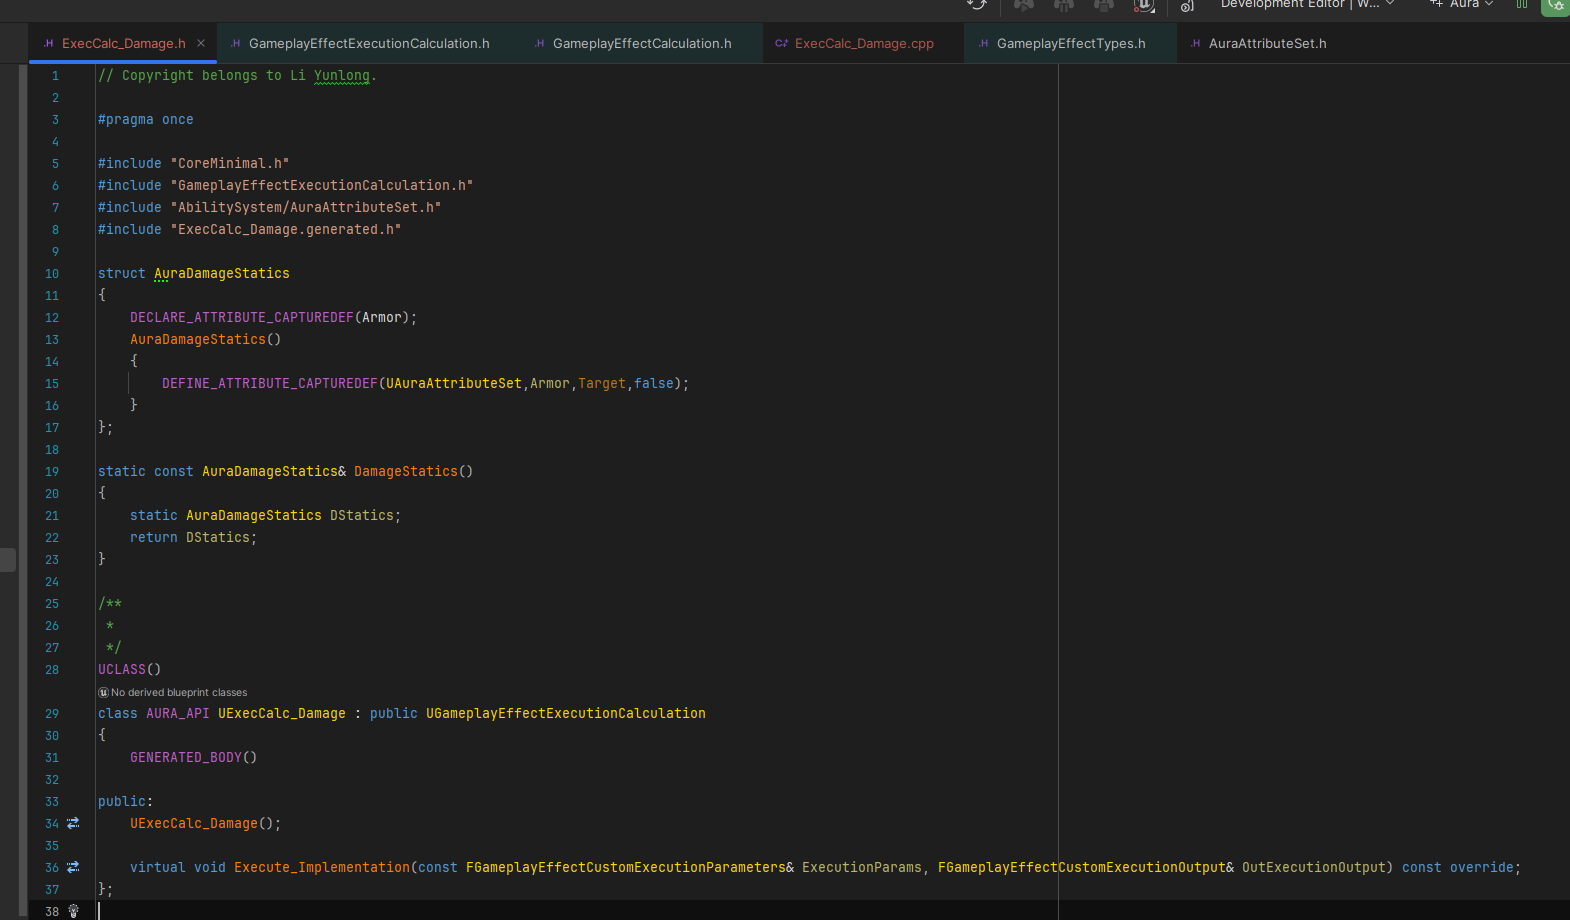 Development Editor | W... Aura
.H ExecCalc_Damage.h × .H GameplayEffectExecutionCalculation.h .H GameplayEffectCalculation.h C++ ExecCalc_Damage.cpp .H GameplayEffectTypes.h .H AuraAttributeSet.h
1 // Copyright belongs to Li Yunlong.
2
3 #pragma once
4
5 #include "CoreMinimal.h"
6 #include "GameplayEffectExecutionCalculation.h"
7 #include "AbilitySystem/AuraAttributeSet.h"
8 #include "ExecCalc_Damage.generated.h"
9
10 struct AuraDamageStatics
11 {
12 DECLARE_ATTRIBUTE_CAPTUREDEF(Armor);
13 AuraDamageStatics()
14 {
15 DEFINE_ATTRIBUTE_CAPTUREDEF(UAuraAttributeSet,Armor,Target,false);
16 }
17 };
18
19 static const AuraDamageStatics& DamageStatics()
20 {
21 static AuraDamageStatics DStatics;
22 return DStatics;
23 }
24
25 /**
26 *
27 */
28 UCLASS()
No derived blueprint classes
29 class AURA_API UExecCalc_Damage : public UGameplayEffectExecutionCalculation
30 {
31 GENERATED_BODY()
32
33 public:
34 UExecCalc_Damage();
35
36 virtual void Execute_Implementation(const FGameplayEffectCustomExecutionParameters& ExecutionParams, FGameplayEffectCustomExecutionOutput& OutExecutionOutput) const override;
37 };
38